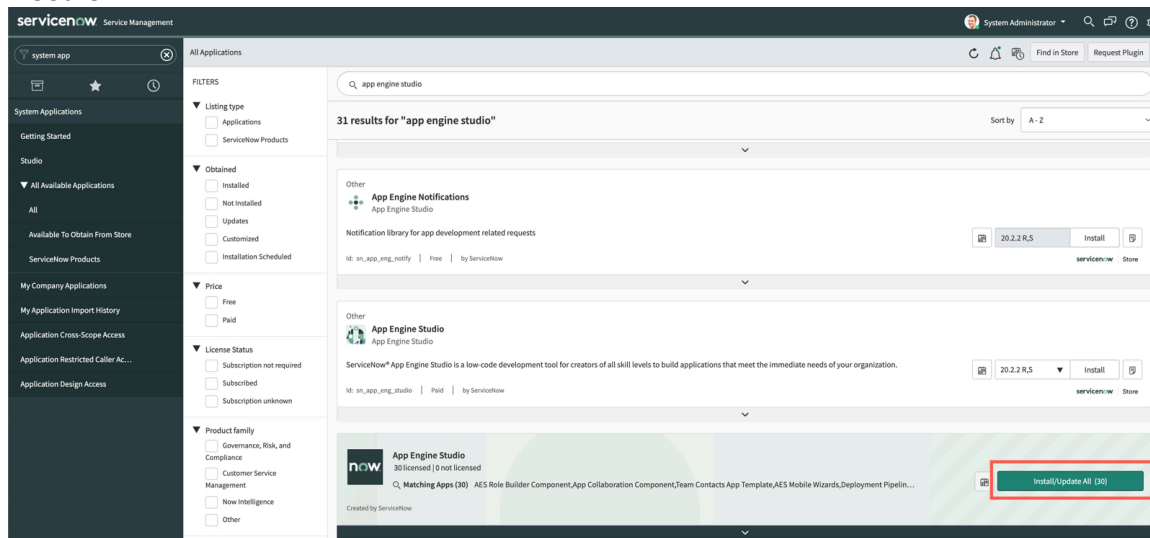 servicenow Service Management
System Administrator
system app
All Applications
Find in Store
Request Plugin
System Applications
Getting Started
Studio
All Available Applications
All
Available To Obtain From Store
ServiceNow Products
My Company Applications
My Application Import History
Application Cross-Scope Access
Application Restricted Caller Ac...
Application Design Access
FILTERS
Listing type
Applications
ServiceNow Products
Obtained
Installed
Not Installed
Updates
Customized
Installation Scheduled
Price
Free
Paid
License Status
Subscription not required
Subscribed
Subscription unknown
Product family
Governance, Risk, and
Compliance
Customer Service
Management
Now Intelligence
Other
app engine studio
31 results for "app engine studio"
Sort by
A - Z
Other
App Engine Notifications
App Engine Studio
Notification library for app development related requests
20.2.2 R,S
Install
Id: sn_app_eng_notify | Free | by ServiceNow
servicenow Store
Other
App Engine Studio
App Engine Studio
ServiceNow® App Engine Studio is a low-code development tool for creators of all skill levels to build applications that meet the immediate needs of your organization.
20.2.2 R,S
Install
Id: sn_app_eng_studio | Paid | by ServiceNow
servicenow Store
now
App Engine Studio
30 licensed | 0 not licensed
Matching Apps (30) AES Role Builder Component,App Collaboration Component,Team Contacts App Template,AES Mobile Wizards,Deployment Pipelin...
Install/Update All (30)
Created by ServiceNow